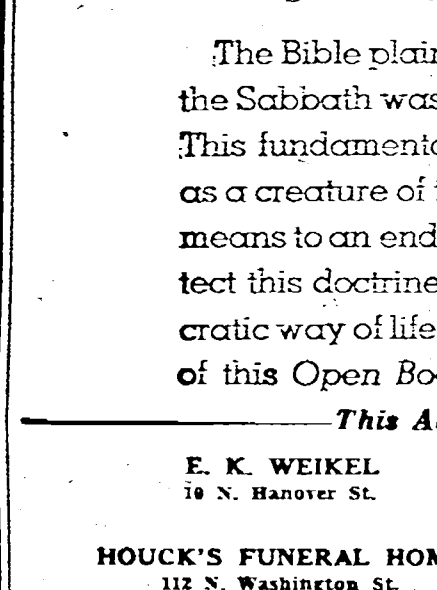 The Bible plain
the Sabbath was
This fundamenta
as a creature of
means to an end
tect this doctrine
cratic way of life
of this Open Bo
This A
E. K. WEIKEL
10 N. Hanover St.
HOUCK'S FUNERAL HOM
112 N. Washington St.